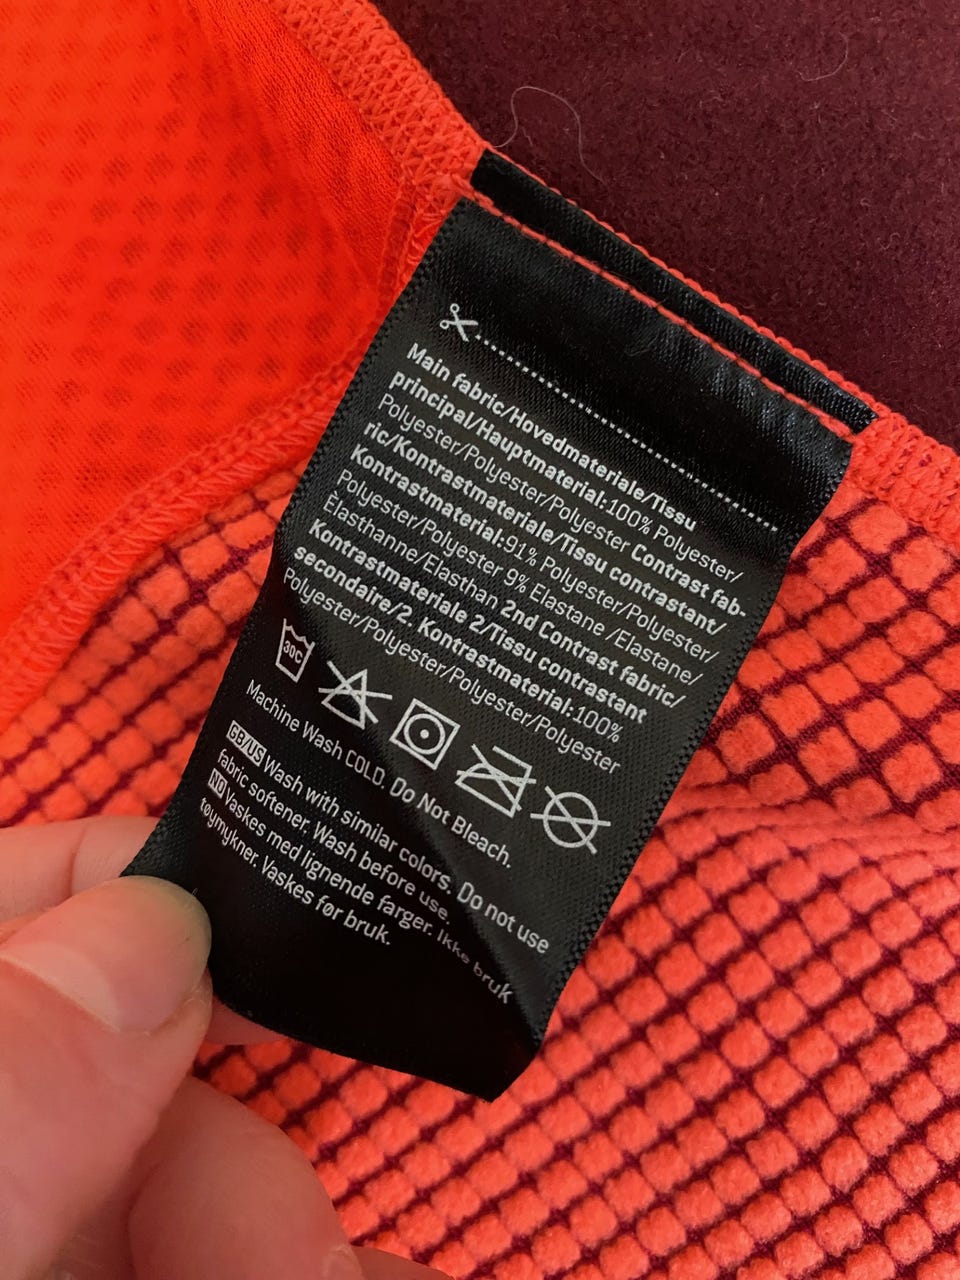 Main fabric/Hovedmateriale/Tissu
principal/Hauptmaterial:100% Polyester/
Polyester/Polyester/Polyester Contrast fab-
ric/Kontrastmateriale/Tissu contrastant/
Kontrastmaterial:91% Polyester/Polyester/
Polyester/Polyester 9% Elastane /Elastane/
Élasthanne/Elasthan 2nd Contrast fabric/
Kontrastmateriale 2/Tissu contrastant
secondaire/2. Kontrastmaterial:100%
Polyester/Polyester/Polyester/Polyester
30C
Machine Wash COLD. Do Not Bleach.
GB/US Wash with similar colors. Do not use
fabric softener. Wash before use.
NO Vaskes med lignende farger. Ikke bruk
tøymykner. Vaskes før bruk.